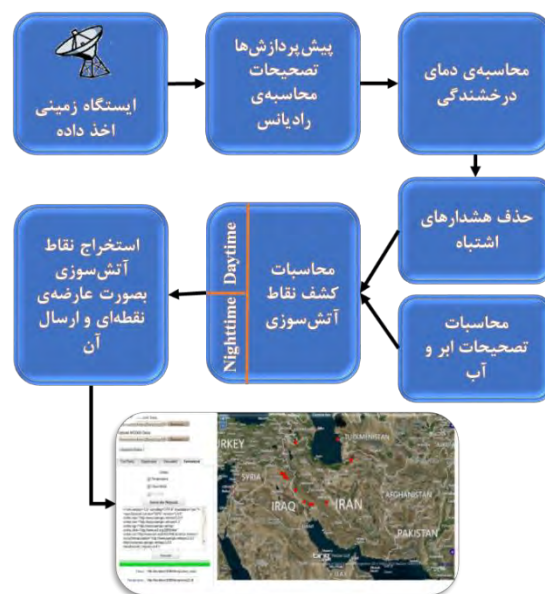 ایستگاه زمینی
اخذ داده
پیش‌پردازش‌ها
تصحیحات
محاسبه‌ی
رادیانس
محاسبه‌ی دمای
درخشندگی
حذف هشدارهای
اشتباه
محاسبات
تصحیحات ابر و
آب
Daytime
Nighttime
محاسبات
کشف نقاط
آتش‌سوزی
استخراج نقاط
آتش‌سوزی
بصورت عارضه‌ی
نقطه‌ای و ارسال
آن
TURKEY
TURKMENISTAN
SYRIA
IRAQ
IRAN
AFGHANISTAN
PAKISTAN
bing